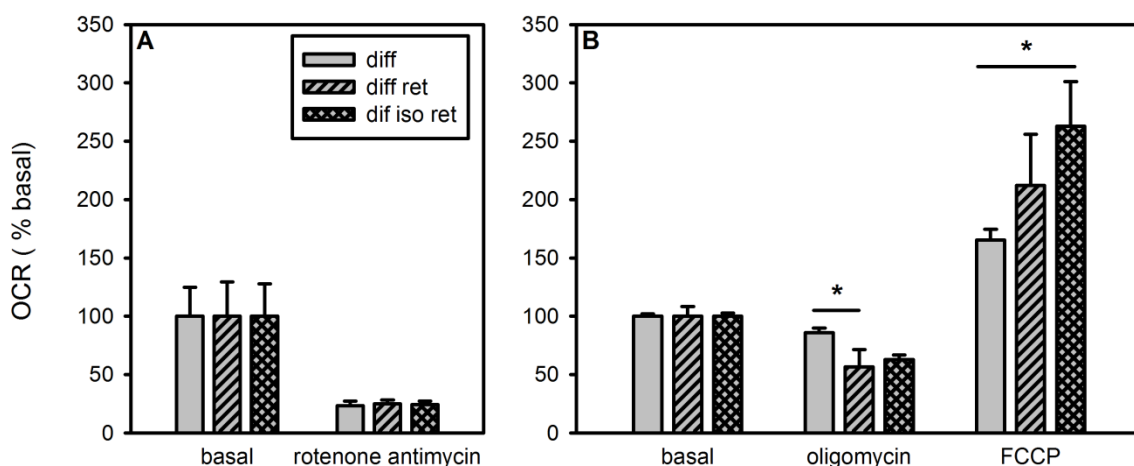 OCR ( % basal)
350
300
250
200
150
100
50
0
A
diff
diff ret
dif iso ret
basal
rotenone antimycin
350
300
250
200
150
100
50
0
B
*
*
basal
oligomycin
FCCP